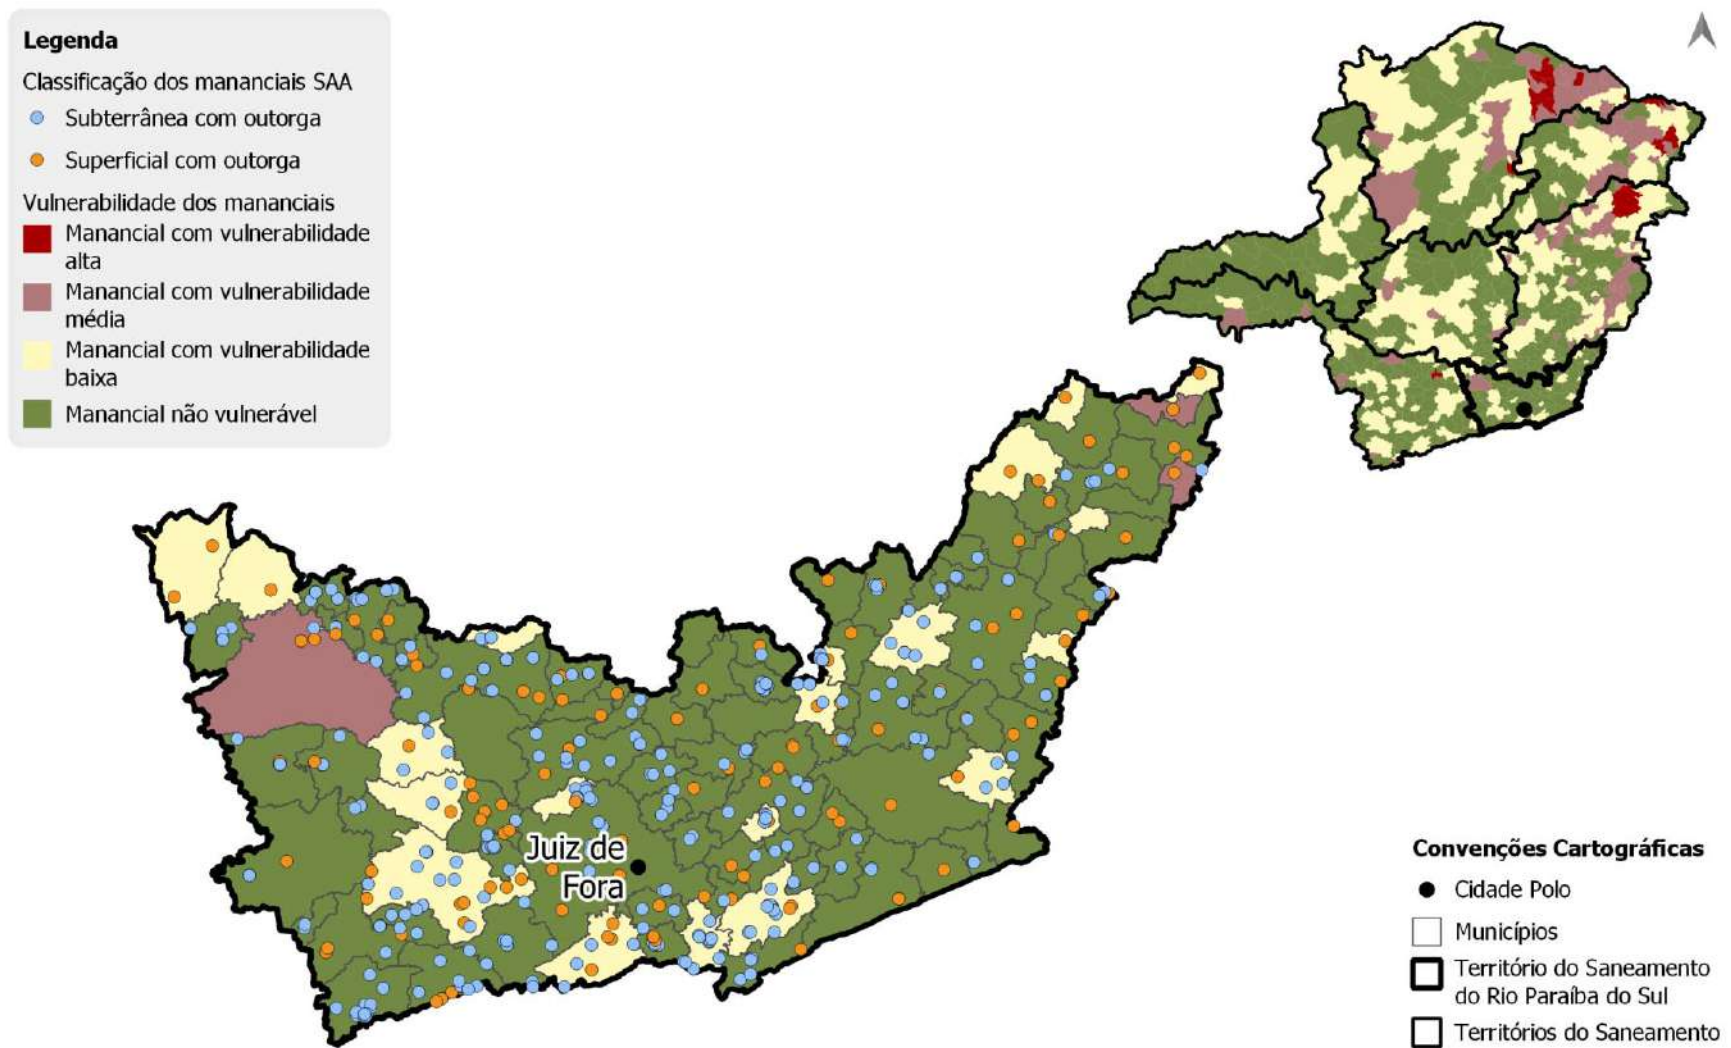 Legenda
Classificação dos mananciais SAA
Subterrânea com outorga
Superficial com outorga
Vulnerabilidade dos mananciais
Manancial com vulnerabilidade
alta
Manancial com vulnerabilidade
média
Manancial com vulnerabilidade
baixa
Manancial não vulnerável
Juiz de
Fora
Convenções Cartográficas
Cidade Polo
Municípios
Território do Saneamento
do Rio Paraíba do Sul
Territórios do Saneamento